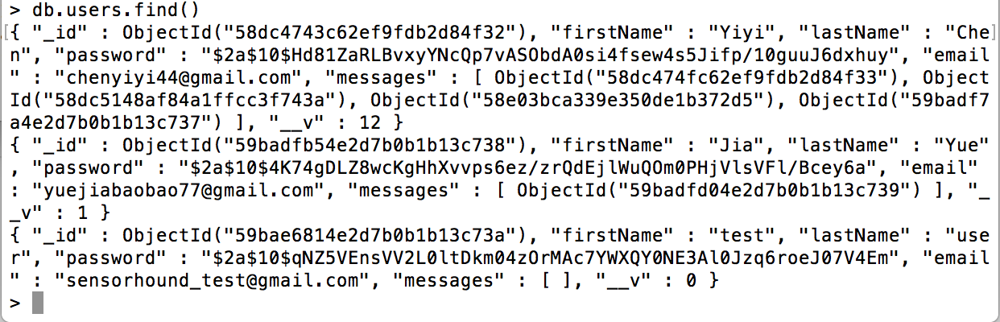 > db.users.find()
{ "_id" : ObjectId("58dc4743c62ef9fdb2d84f32"), "firstName" : "Yiyi", "lastName" : "Che
n", "password" : "$2a$10$Hd81ZaRLBvxyYNcQp7vASObdA0si4fsew4s5Jifp/10guuJ6dxhuy", "email
" : "chenyiyi44@gmail.com", "messages" : [ ObjectId("58dc474fc62ef9fdb2d84f33"), Object
Id("58dc5148af84a1ffcc3f743a"), ObjectId("58e03bca339e350de1b372d5"), ObjectId("59badf7
a4e2d7b0b1b13c737") ], "__v" : 12 }
{ "_id" : ObjectId("59badfb54e2d7b0b1b13c738"), "firstName" : "Jia", "lastName" : "Yue"
, "password" : "$2a$10$4K74gDLZ8wcKgHhXvvps6ez/zrQdEjlWuQOm0PHjVlsVFl/Bcey6a", "email"
: "yuejiabaobao77@gmail.com", "messages" : [ ObjectId("59badfd04e2d7b0b1b13c739") ], "_
_v" : 1 }
{ "_id" : ObjectId("59bae6814e2d7b0b1b13c73a"), "firstName" : "test", "lastName" : "use
r", "password" : "$2a$10$qNZ5VEnsVV2L0ltDkm04zOrMAc7YWXQY0NE3Al0Jzq6roeJ07V4Em", "email
" : "sensorhound_test@gmail.com", "messages" : [ ], "__v" : 0 }
>